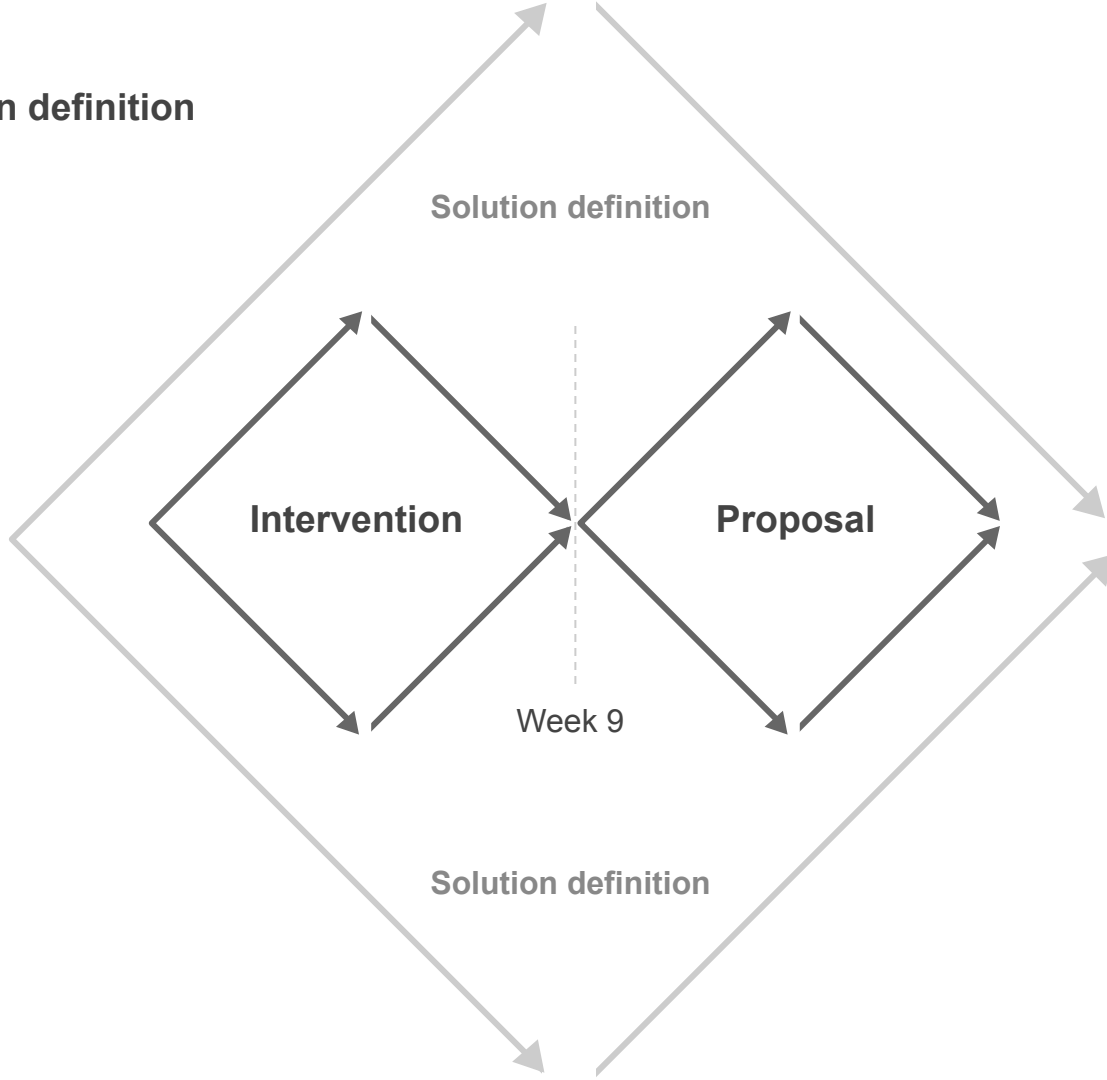 definition
Solution definition
Intervention
Proposal
Week 9
Solution definition